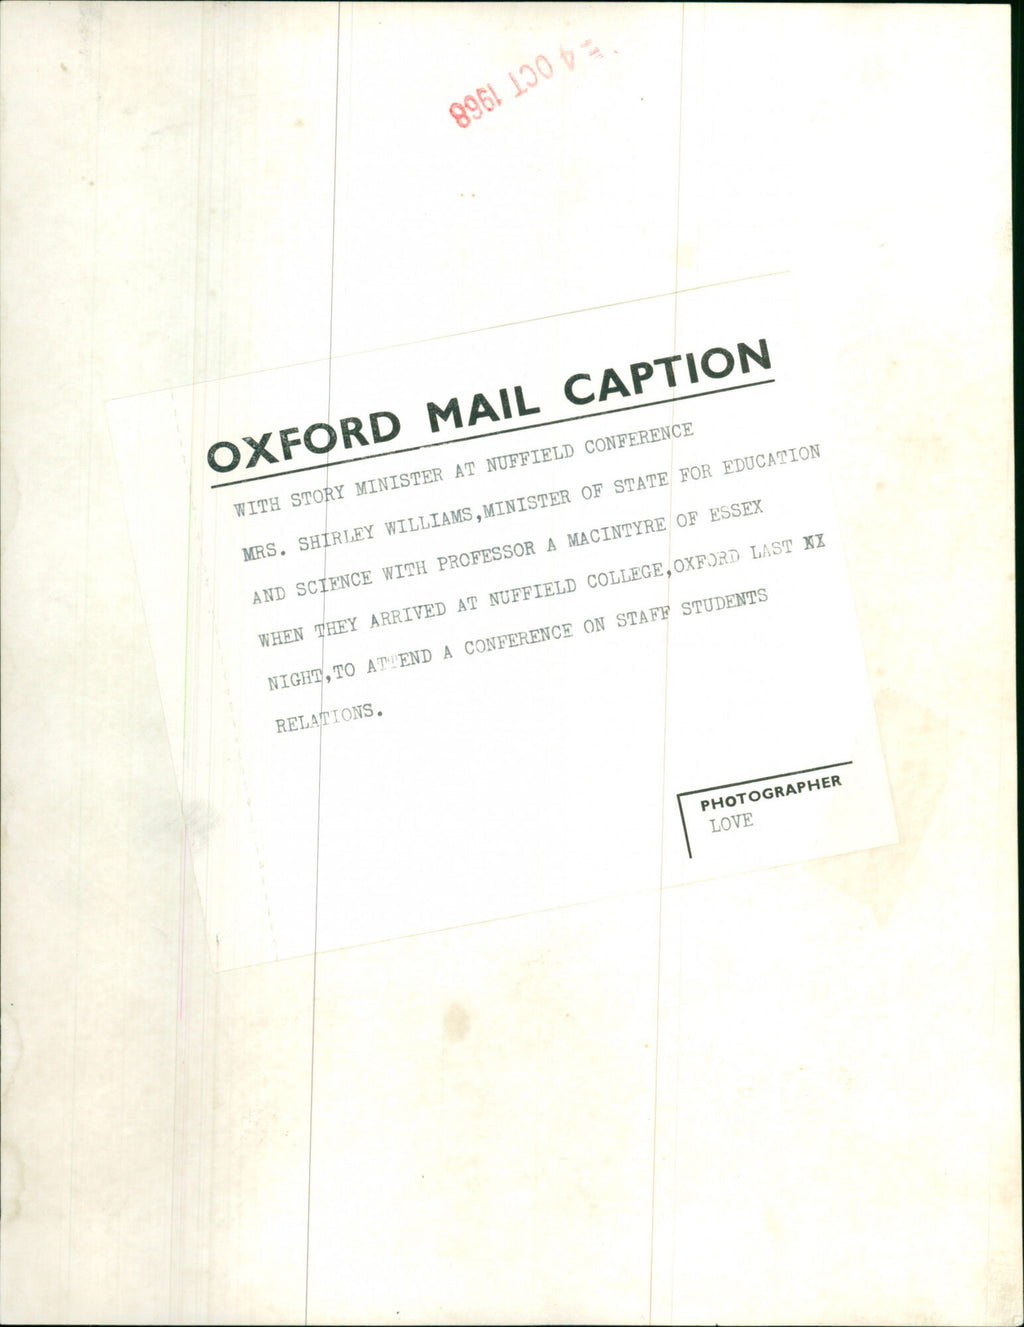 4 OCT 1968
OXFORD MAIL CAPTION
WITH STORY MINISTER AT NUFFIELD CONFERENCE
MRS. SHIRLEY WILLIAMS,MINISTER OF STATE FOR EDUCATION
AND SCIENCE WITH PROFESSOR A MACINTYRE OF ESSEX
WHEN THEY ARRIVED AT NUFFIELD COLLEGE,OXFORD LAST XX
NIGHT,TO ATTEND A CONFERENCE ON STAFF STUDENTS
RELATIONS.
PHOTOGRAPHER
LOVE